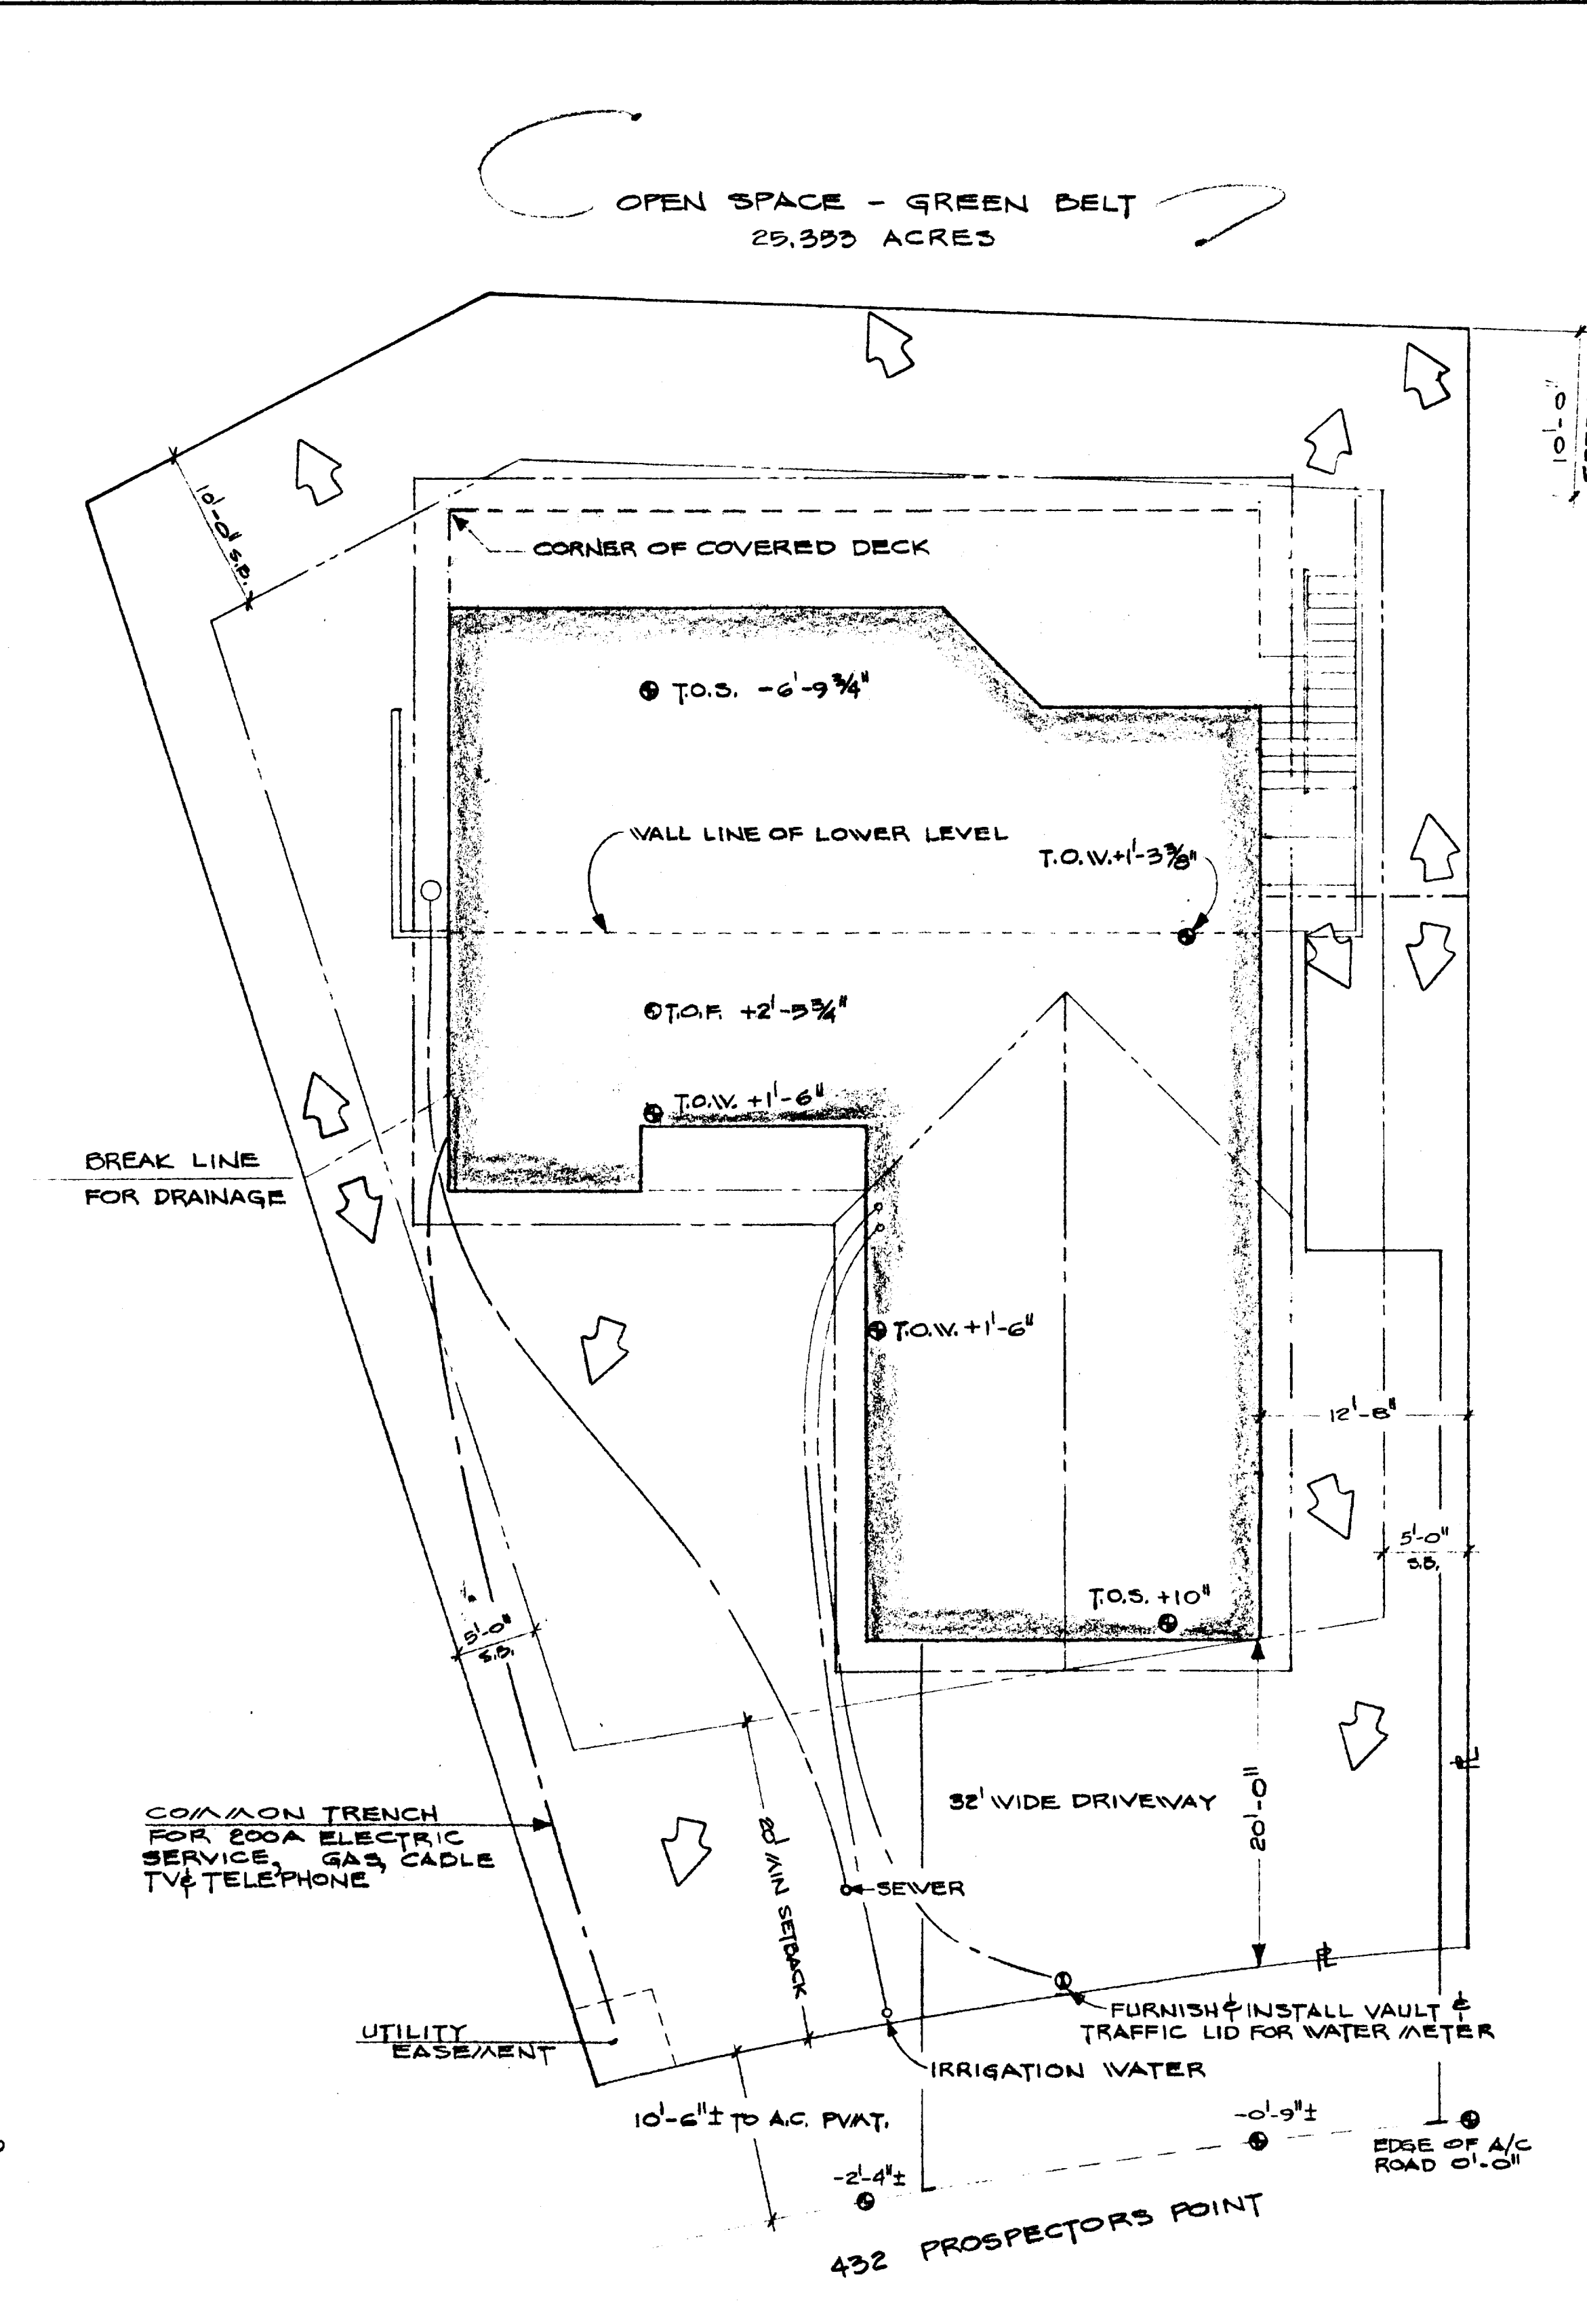 OPEN SPACE - GREEN BELT
25.353 ACRES
10'-0"
10'-0" S.B.
CORNER OF COVERED DECK
T.O.S. -6'-9 3/4"
WALL LINE OF LOWER LEVEL
T.O.W. +1'-3 3/8"
T.O.F. +2'-5 3/4"
T.O.W. +1'-6"
BREAK LINE
FOR DRAINAGE
T.O.W. +1'-6"
12'-8"
5'-0"
S.B.
T.O.S. +10"
5'-0"
S.B.
COMMON TRENCH
FOR 200A ELECTRIC
SERVICE, GAS, CABLE
TV & TELEPHONE
20' MIN SETBACK
32' WIDE DRIVEWAY
20'-0"
SEWER
PL
PL
FURNISH & INSTALL VAULT &
TRAFFIC LID FOR WATER METER
UTILITY
EASEMENT
IRRIGATION WATER
10'-6"± TO A.C. PVMT.
-0'-9"±
EDGE OF A/C
ROAD 0'-0"
-2'-4"±
432 PROSPECTORS POINT